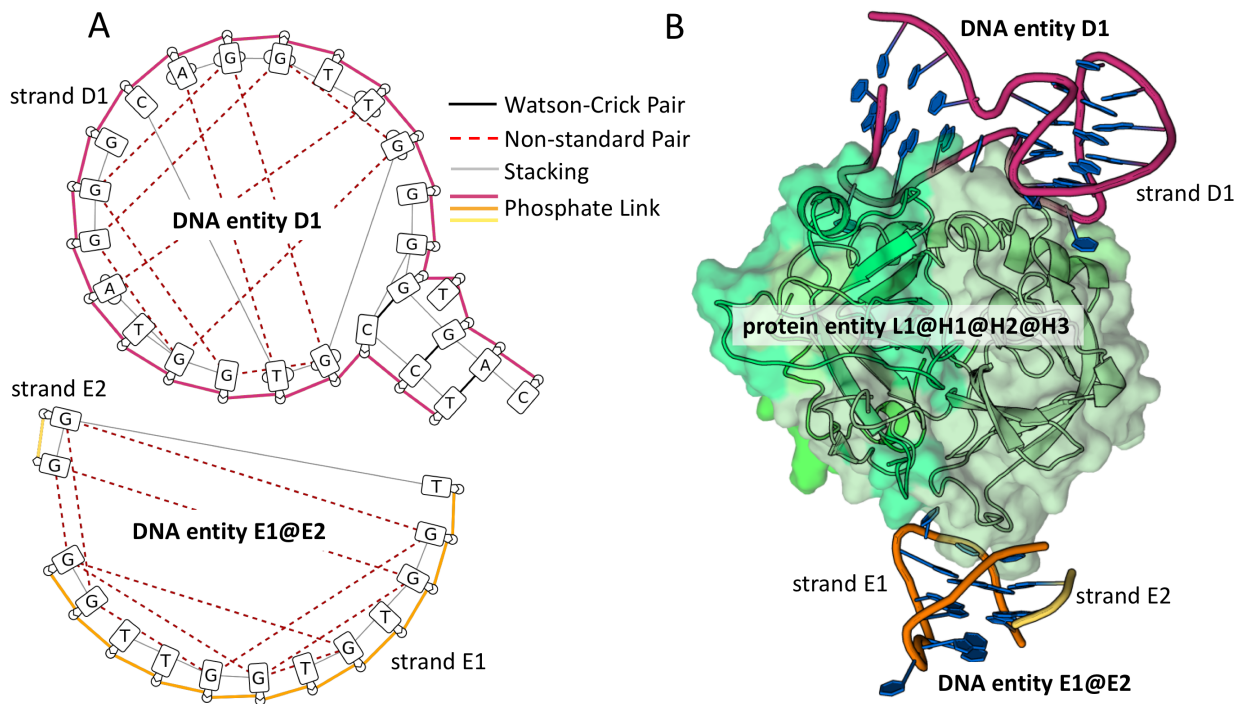 A
B
DNA entity D1
strand D1
A G G T T G G G G T G A C T C C G T G G T A G G G C
Watson-Crick Pair
Non-standard Pair
Stacking
Phosphate Link
DNA entity D1
strand D1
protein entity L1@H1@H2@H3
strand E2
G G
T G G T G T G G T T G G
DNA entity E1@E2
strand E1
strand E1
strand E2
DNA entity E1@E2